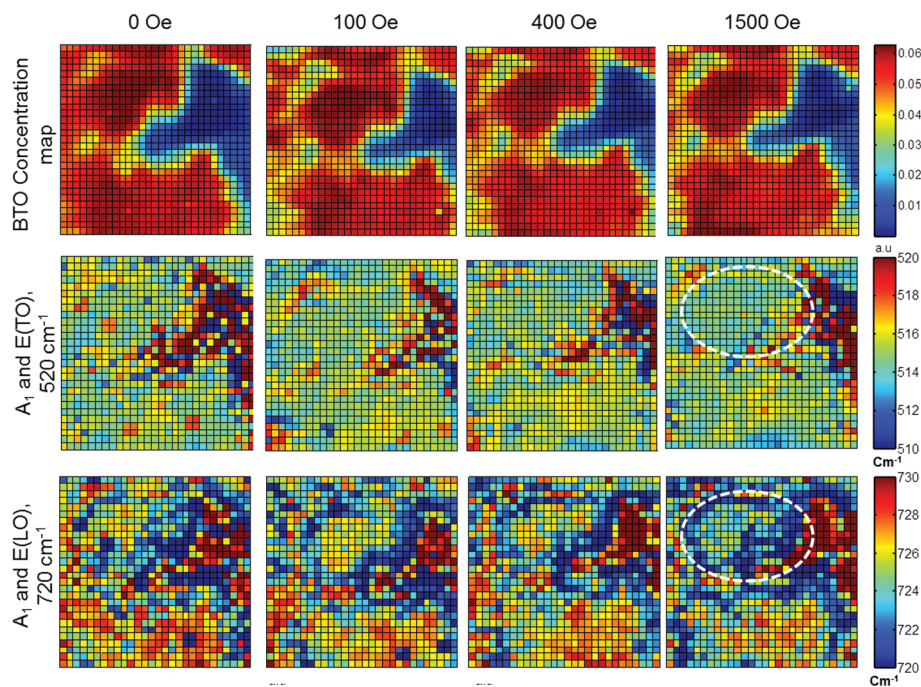 0 Oe 100 Oe 400 Oe 1500 Oe
BTO Concentration
map
0.06
0.05
0.04
0.03
0.02
0.01
a.u
A₁ and E(TO),
520 cm⁻¹
520
518
516
514
512
510
Cm⁻¹
A₁ and E(LO),
720 cm⁻¹
730
728
726
724
722
720
Cm⁻¹